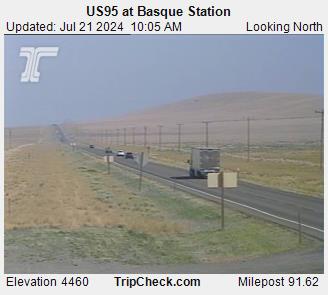 US95 at Basque Station
Updated: Jul 21 2024  10:05 AM    Looking North
Elevation 4460    TripCheck.com    Milepost 91.62